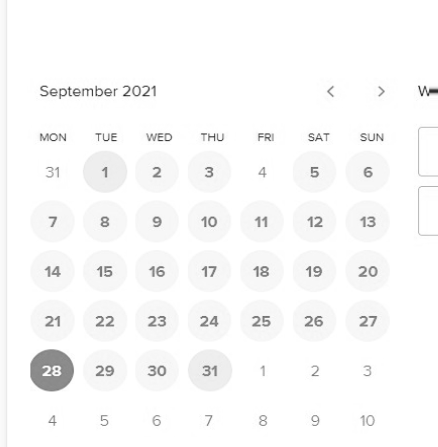 September 2021 < >
W
MON TUE WED THU FRI SAT SUN
31 1 2 3 4 5 6
7 8 9 10 11 12 13
14 15 16 17 18 19 20
21 22 23 24 25 26 27
28 29 30 31 1 2 3
4 5 6 7 8 9 10